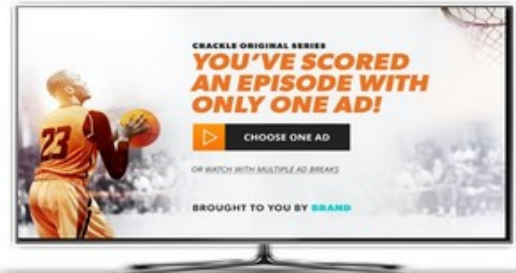 CRACKLE ORIGINAL SERIES
YOU'VE SCORED
AN EPISODE WITH
ONLY ONE AD!
CHOOSE ONE AD
OR WATCH WITH MULTIPLE AD BREAKS
BROUGHT TO YOU BY BRAND
23